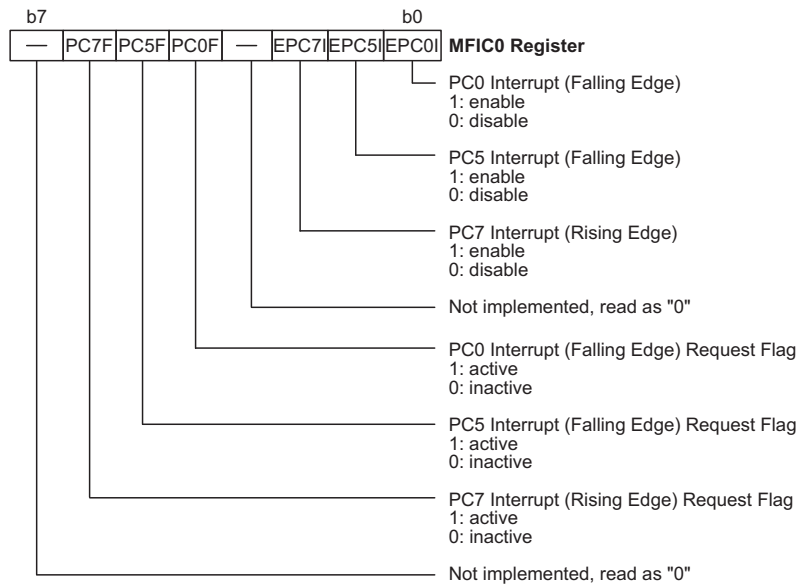 b7 b0
— PC7F PC5F PC0F — EPC7I EPC5I EPC0I MFIC0 Register
PC0 Interrupt (Falling Edge)
1: enable
0: disable
PC5 Interrupt (Falling Edge)
1: enable
0: disable
PC7 Interrupt (Rising Edge)
1: enable
0: disable
Not implemented, read as "0"
PC0 Interrupt (Falling Edge) Request Flag
1: active
0: inactive
PC5 Interrupt (Falling Edge) Request Flag
1: active
0: inactive
PC7 Interrupt (Rising Edge) Request Flag
1: active
0: inactive
Not implemented, read as "0"